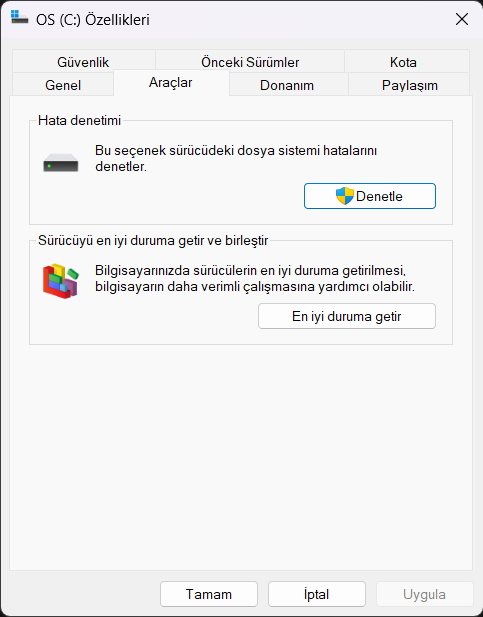 OS (C:) Özellikleri
Güvenlik Önceki Sürümler Kota
Genel Araçlar Donanım Paylaşım
Hata denetimi
Bu seçenek sürücüdeki dosya sistemi hatalarını
denetler.
Denetle
Sürücüyü en iyi duruma getir ve birleştir
Bilgisayarınızda sürücülerin en iyi duruma getirilmesi,
bilgisayarın daha verimli çalışmasına yardımcı olabilir.
En iyi duruma getir
Tamam İptal Uygula